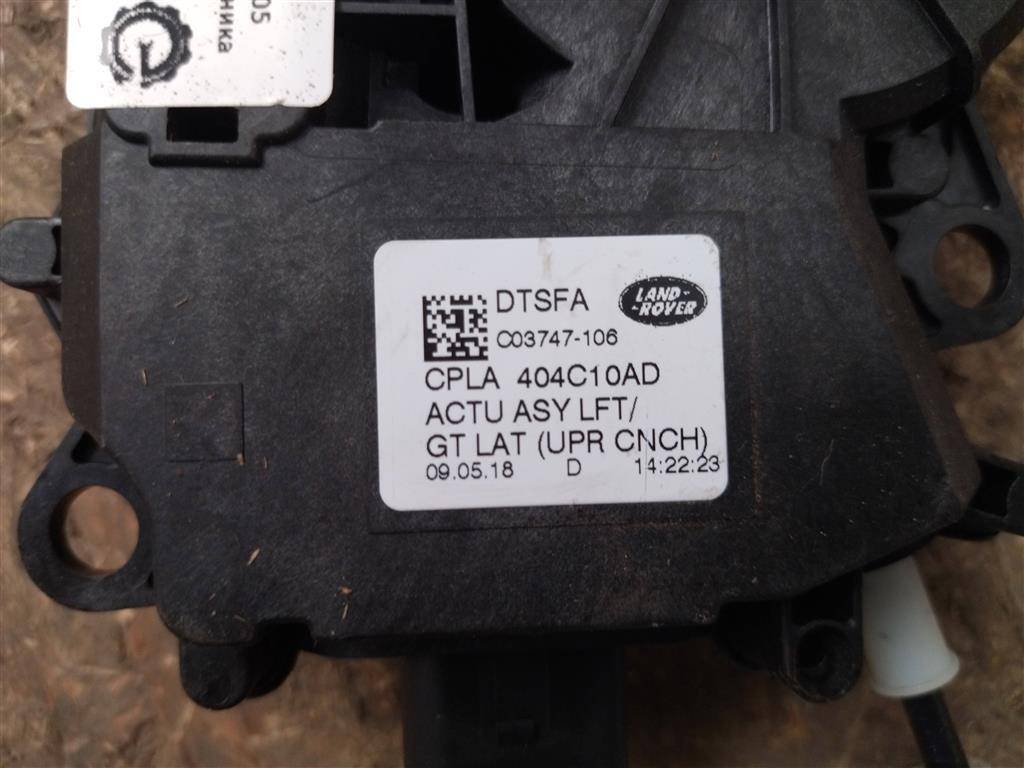 05
DTSFA
LAND-
-ROVER
C03747-106
CPLA 404C10AD
ACTU ASY LFT/
GT LAT (UPR CNCH)
09.05.18 D 14:22:23